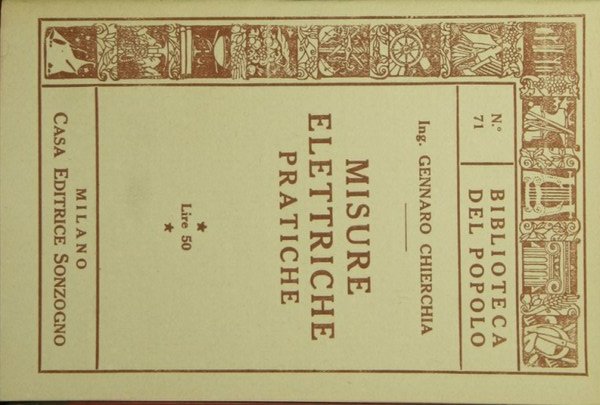 N.° 71
BIBLIOTECA
DEL POPOLO
Ing. GENNARO CHIERCHIA
MISURE
ELETTRICHE
PRATICHE
Lire 50
MILANO
CASA EDITRICE SONZOGNO